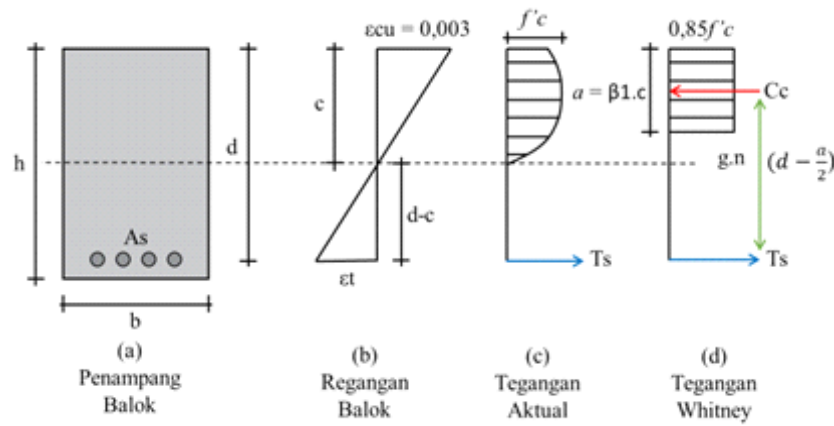 εcu = 0,003
f'c
0,85f'c
h
d
c
a = β1.c
Cc
g.n
(d − a/2)
d-c
As
εt
Ts
Ts
b
(a)
Penampang
Balok
(b)
Regangan
Balok
(c)
Tegangan
Aktual
(d)
Tegangan
Whitney